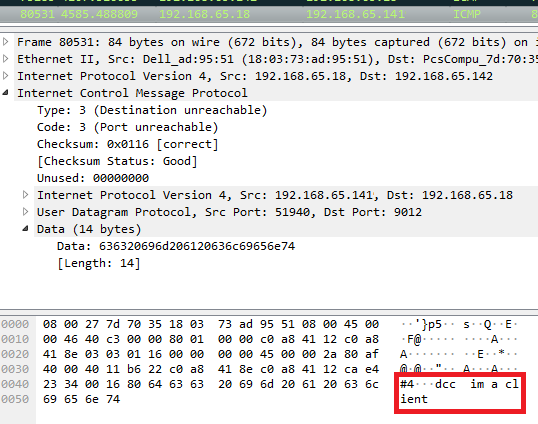 80531 4585.488809 192.168.65.18 192.168.65.141 ICMP
Frame 80531: 84 bytes on wire (672 bits), 84 bytes captured (672 bits) on i
Ethernet II, Src: Dell_ad:95:51 (18:03:73:ad:95:51), Dst: PcsCompu_7d:70:35
Internet Protocol Version 4, Src: 192.168.65.18, Dst: 192.168.65.142
Internet Control Message Protocol
Type: 3 (Destination unreachable)
Code: 3 (Port unreachable)
Checksum: 0x0116 [correct]
[Checksum Status: Good]
Unused: 00000000
Internet Protocol Version 4, Src: 192.168.65.141, Dst: 192.168.65.18
User Datagram Protocol, Src Port: 51940, Dst Port: 9012
Data (14 bytes)
Data: 636320696d206120636c69656e74
[Length: 14]
0000 08 00 27 7d 70 35 18 03 73 ad 95 51 08 00 45 00 ··'}p5·· s··Q··E·
0010 00 46 40 c3 00 00 80 01 00 00 c0 a8 41 12 c0 a8 ·F@····· ····A···
0020 41 8e 03 03 01 16 00 00 00 00 45 00 00 2a 80 af A······· ··E··*··
0030 40 00 40 11 b6 22 c0 a8 41 8e c0 a8 41 12 ca e4 @·@··"·· A···A···
0040 23 34 00 16 80 64 63 63 20 69 6d 20 61 20 63 6c #4···dcc im a cl
0050 69 65 6e 74 ient